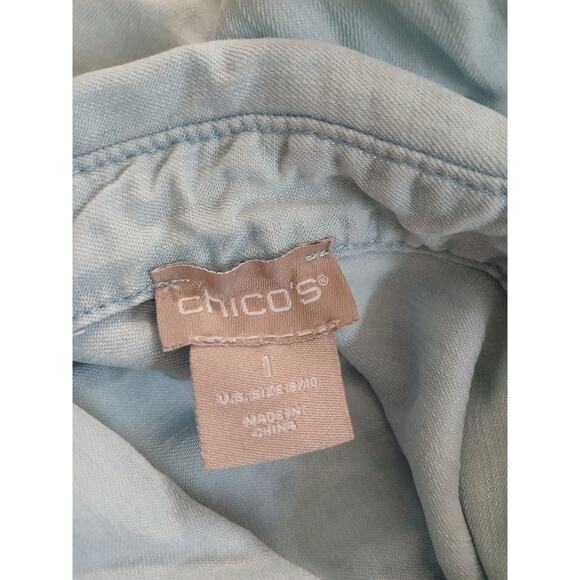 chico's®
1
U.S. SIZE 8/10
MADE IN
CHINA